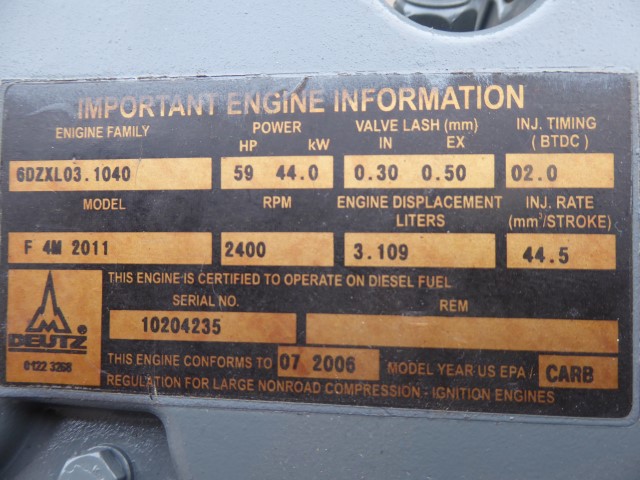 IMPORTANT ENGINE INFORMATION
ENGINE FAMILY POWER VALVE LASH (mm) INJ. TIMING
HP kW IN EX ( BTDC )
6DZXL03.1040 59 44.0 0.30 0.50 02.0
MODEL RPM ENGINE DISPLACEMENT INJ. RATE
LITERS (mm³/STROKE)
F 4M 2011 2400 3.109 44.5
THIS ENGINE IS CERTIFIED TO OPERATE ON DIESEL FUEL
SERIAL NO. REM
10204235
DEUTZ ®
0122 3268
THIS ENGINE CONFORMS TO 07 2006 MODEL YEAR US EPA / CARB
REGULATION FOR LARGE NONROAD COMPRESSION - IGNITION ENGINES